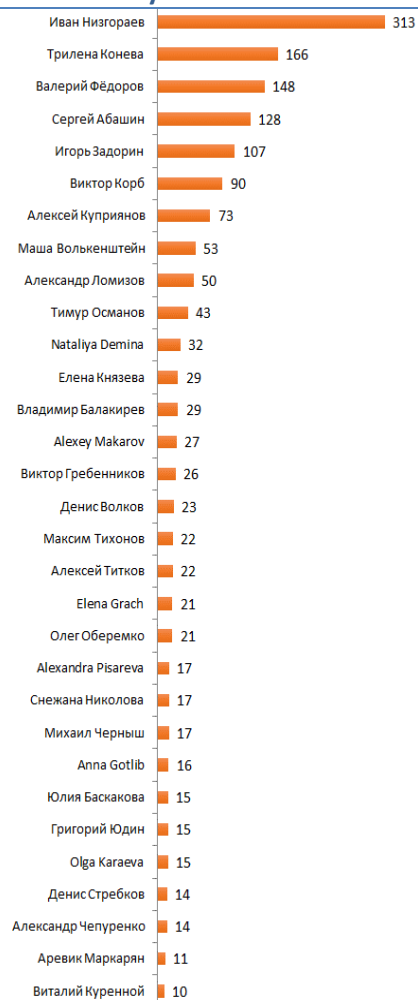 Иван Низгораев 313
Трилена Конева 166
Валерий Фёдоров 148
Сергей Абашин 128
Игорь Задорин 107
Виктор Корб 90
Алексей Куприянов 73
Маша Волькенштейн 53
Александр Ломизов 50
Тимур Османов 43
Nataliya Demina 32
Елена Князева 29
Владимир Балакирев 29
Alexey Makarov 27
Виктор Гребенников 26
Денис Волков 23
Максим Тихонов 22
Алексей Титков 22
Elena Grach 21
Олег Оберемко 21
Alexandra Pisareva 17
Снежана Николова 17
Михаил Черныш 17
Anna Gotlib 16
Юлия Баскакова 15
Григорий Юдин 15
Olga Karaeva 15
Денис Стребков 14
Александр Чепуренко 14
Аревик Маркарян 11
Виталий Куренной 10